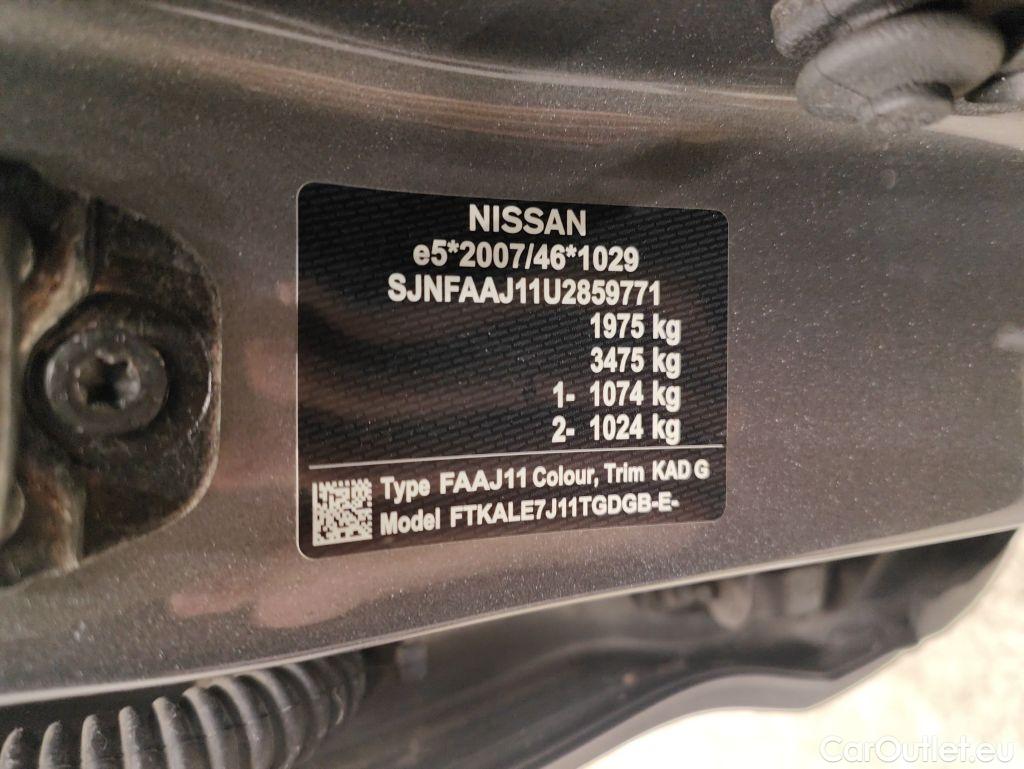 NISSAN
e5*2007/46*1029
SJNFAAJ11U2859771
1975 kg
3475 kg
1- 1074 kg
2- 1024 kg
Type FAAJ11 Colour, Trim KAD G
Model FTKALE7J11TGDGB-E-
CarOutlet.eu